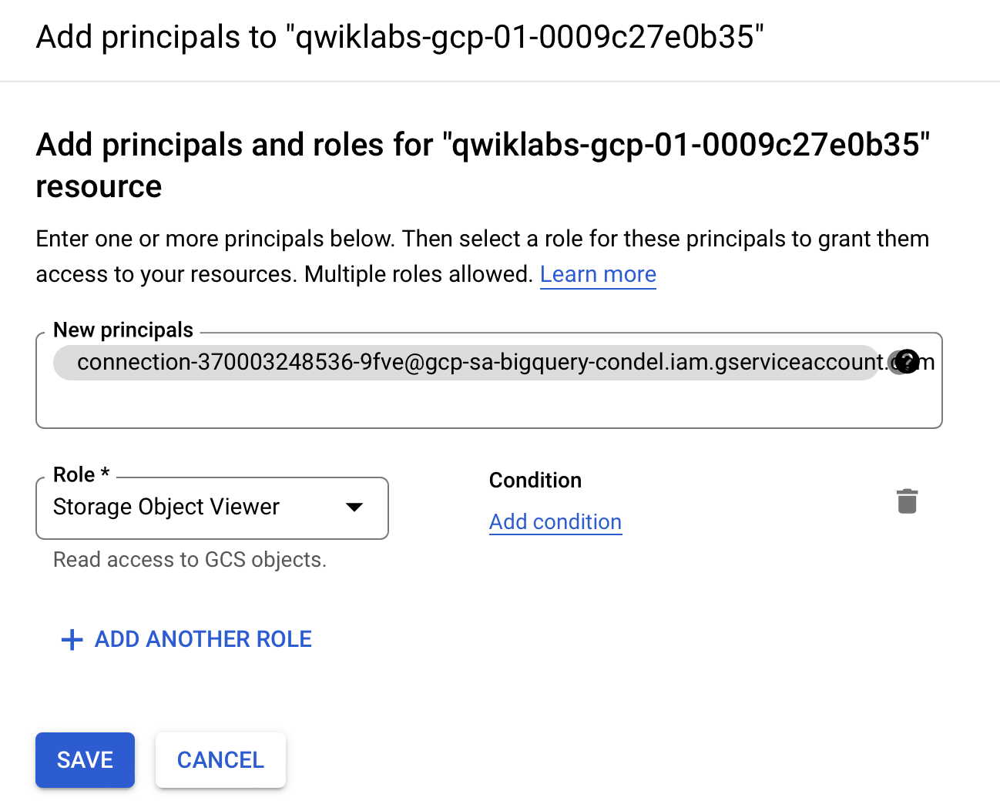 Add principals to "qwiklabs-gcp-01-0009c27e0b35"
Add principals and roles for "qwiklabs-gcp-01-0009c27e0b35"
resource
Enter one or more principals below. Then select a role for these principals to grant them
access to your resources. Multiple roles allowed. Learn more
New principals
connection-370003248536-9fve@gcp-sa-bigquery-condel.iam.gserviceaccount.com
Role *
Storage Object Viewer
Condition
Add condition
Read access to GCS objects.
ADD ANOTHER ROLE
SAVE CANCEL